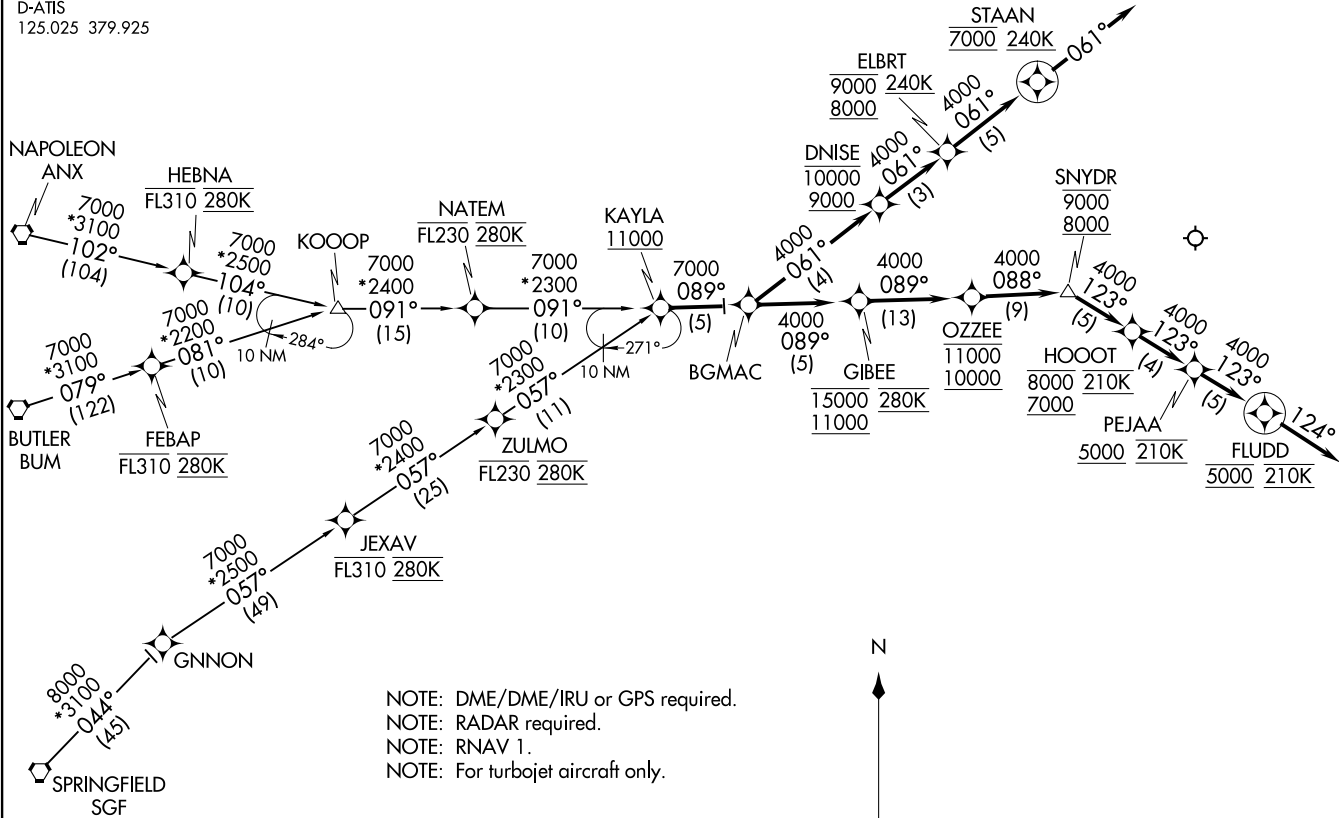 D-ATIS
125.025 379.925
STAAN
7000 240K
061°
ELBRT
9000 240K
8000
4000
061°
(5)
DNISE
10000
9000
4000
061°
(3)
NAPOLEON
ANX
7000
*3100
102°
(104)
HEBNA
FL310 280K
7000
*2500
104°
(10)
KOOOP
NATEM
FL230 280K
7000
*2400
091°
(15)
7000
*2300
091°
(10)
KAYLA
11000
7000
089°
(5)
4000
061°
(4)
BGMAC
4000
089°
(5)
4000
089°
(13)
GIBEE
15000 280K
11000
OZZEE
11000
10000
4000
088°
(9)
SNYDR
9000
8000
4000
123°
(5)
HOOOT
8000 210K
7000
4000
123°
(4)
PEJAA
5000 210K
4000
123°
(5)
FLUDD
5000 210K
124°
BUTLER
BUM
7000
*3100
079°
(122)
FEBAP
FL310 280K
7000
*2200
081°
(10)
10 NM
284°
10 NM
271°
ZULMO
FL230 280K
7000
*2300
057°
(11)
7000
*2400
057°
(25)
JEXAV
FL310 280K
7000
*2500
057°
(49)
GNNON
8000
*3100
044°
(45)
SPRINGFIELD
SGF
NOTE: DME/DME/IRU or GPS required.
NOTE: RADAR required.
NOTE: RNAV 1.
NOTE: For turbojet aircraft only.
N